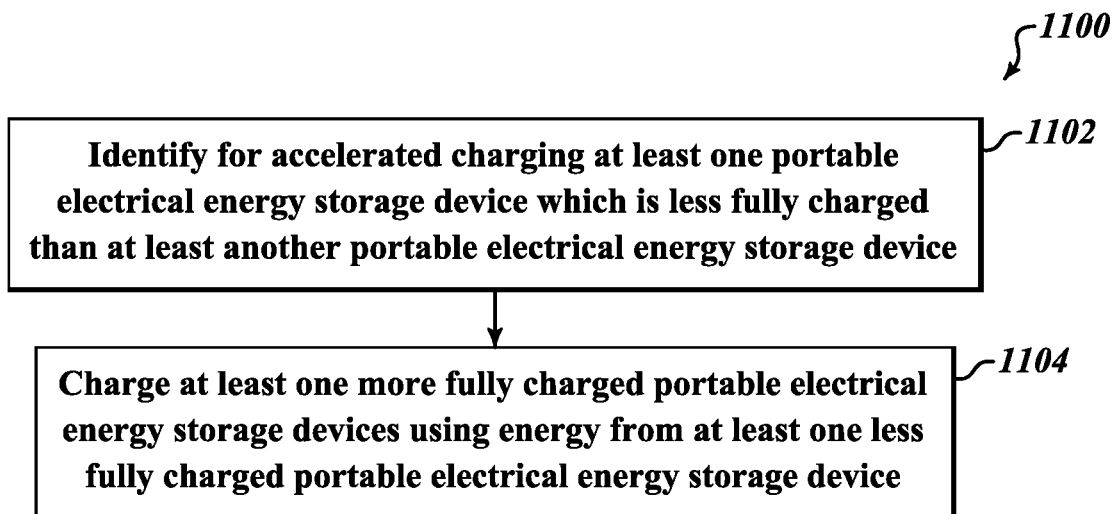 1100
1102
Identify for accelerated charging at least one portable
electrical energy storage device which is less fully charged
than at least another portable electrical energy storage device
1104
Charge at least one more fully charged portable electrical
energy storage devices using energy from at least one less
fully charged portable electrical energy storage device